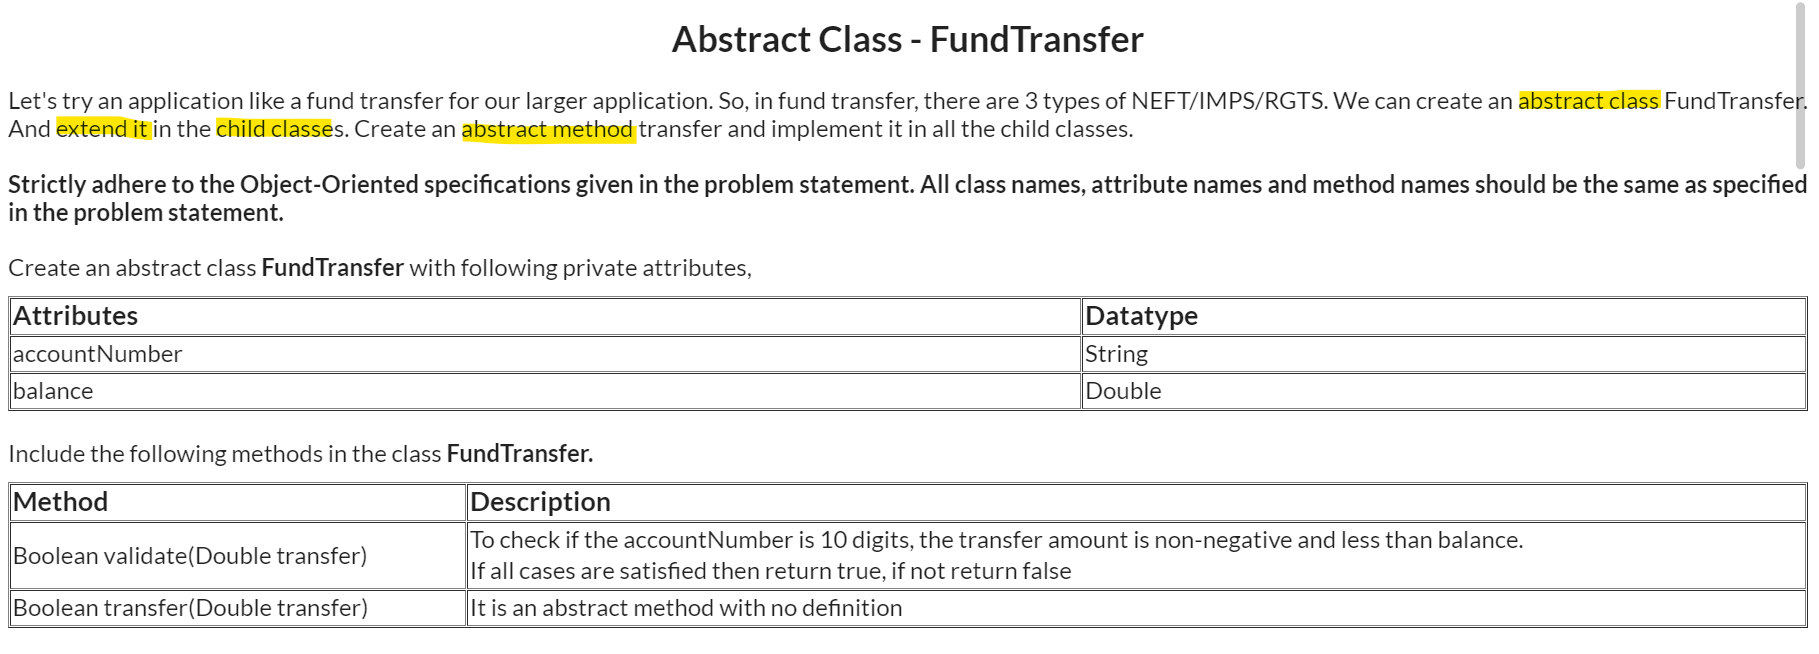 Abstract Class - FundTransfer
Let's try an application like a fund transfer for our larger application. So, in fund transfer, there are 3 types of NEFT/IMPS/RGTS. We can create an abstract class FundTransfer.
And extend it in the child classes. Create an abstract method transfer and implement it in all the child classes.
Strictly adhere to the Object-Oriented specifications given in the problem statement. All class names, attribute names and method names should be the same as specified
in the problem statement.
Create an abstract class FundTransfer with following private attributes,
Attributes Datatype
accountNumber String
balance Double
Include the following methods in the class FundTransfer.
Method Description
Boolean validate(Double transfer) To check if the accountNumber is 10 digits, the transfer amount is non-negative and less than balance.
If all cases are satisfied then return true, if not return false
Boolean transfer(Double transfer) It is an abstract method with no definition